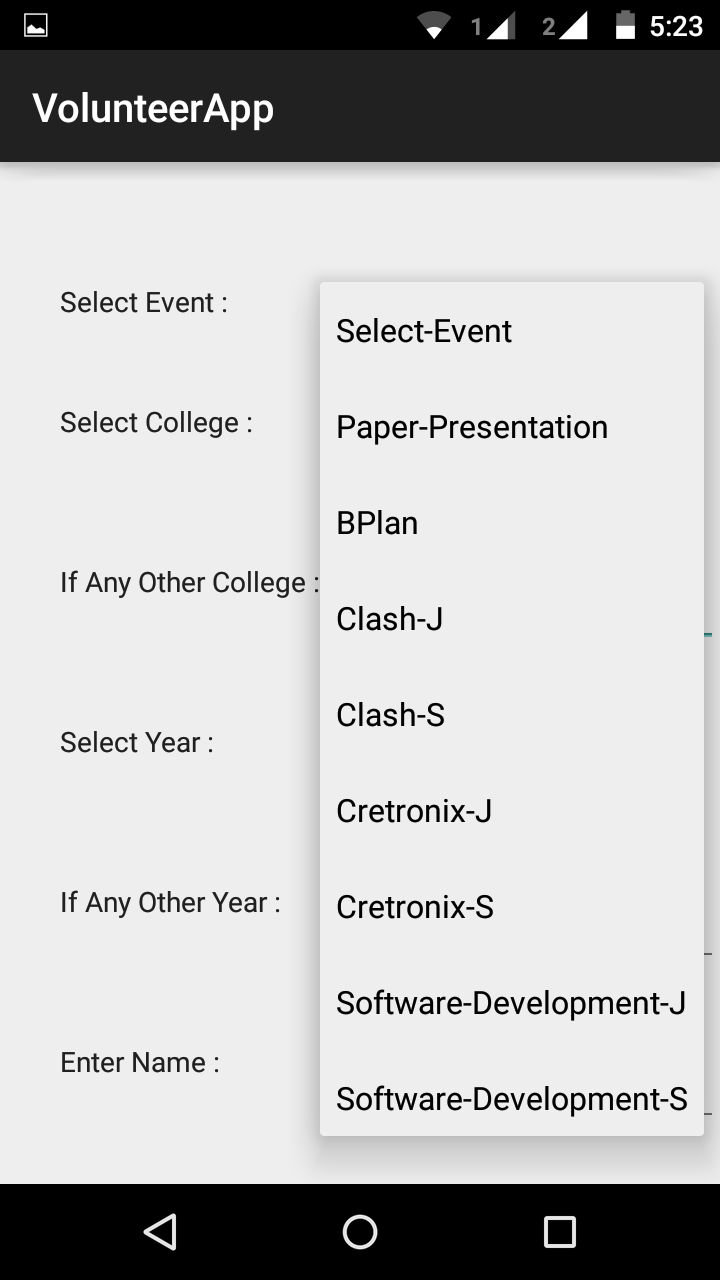 1 2 5:23
VolunteerApp
Select Event :
Select College :
If Any Other College :
Select Year :
If Any Other Year :
Enter Name :
Select-Event
Paper-Presentation
BPlan
Clash-J
Clash-S
Cretronix-J
Cretronix-S
Software-Development-J
Software-Development-S